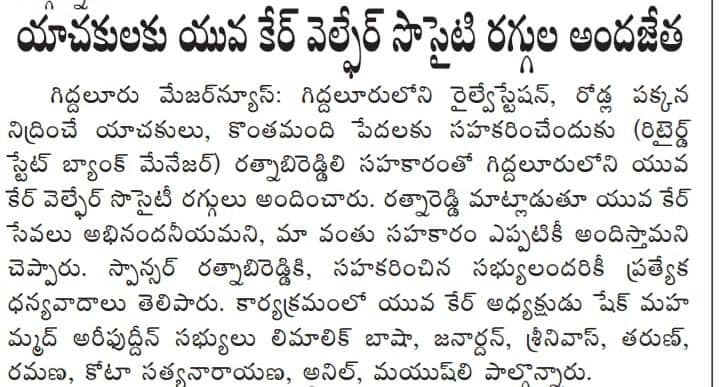 యాచకులకు యువ కేర్ వెల్ఫేర్ సొసైటి రగ్గుల అందజేత
గిద్దలూరు మేజర్‌న్యూస్: గిద్దలూరులోని రైల్వేస్టేషన్, రోడ్ల పక్కన
నిద్రించే యాచకులు, కొంతమంది పేదలకు సహకరించేందుకు (రిటైర్డ్
స్టేట్ బ్యాంక్ మేనేజర్) రత్నాబిరెడ్డిలి సహకారంతో గిద్దలూరులోని యువ
కేర్ వెల్ఫేర్ సొసైటీ రగ్గులు అందించారు. రత్నారెడ్డి మాట్లాడుతూ యువ కేర్
సేవలు అభినందనీయమని, మా వంతు సహకారం ఎప్పటికీ అందిస్తామని
చెప్పారు. స్పాన్సర్ రత్నాబిరెడ్డికి, సహకరించిన సభ్యులందరికీ ప్రత్యేక
ధన్యవాదాలు తెలిపారు. కార్యక్రమంలో యువ కేర్ అధ్యక్షుడు షేక్ మహ
మ్మద్ అరీఫుద్దీన్ సభ్యులు లిమాలిక్ బాషా, జనార్దన్, శ్రీనివాస్, తరుణ్,
రమణ, కోటా సత్యనారాయణ, అనిల్, మయుష్‌లి పాల్గొన్నారు.